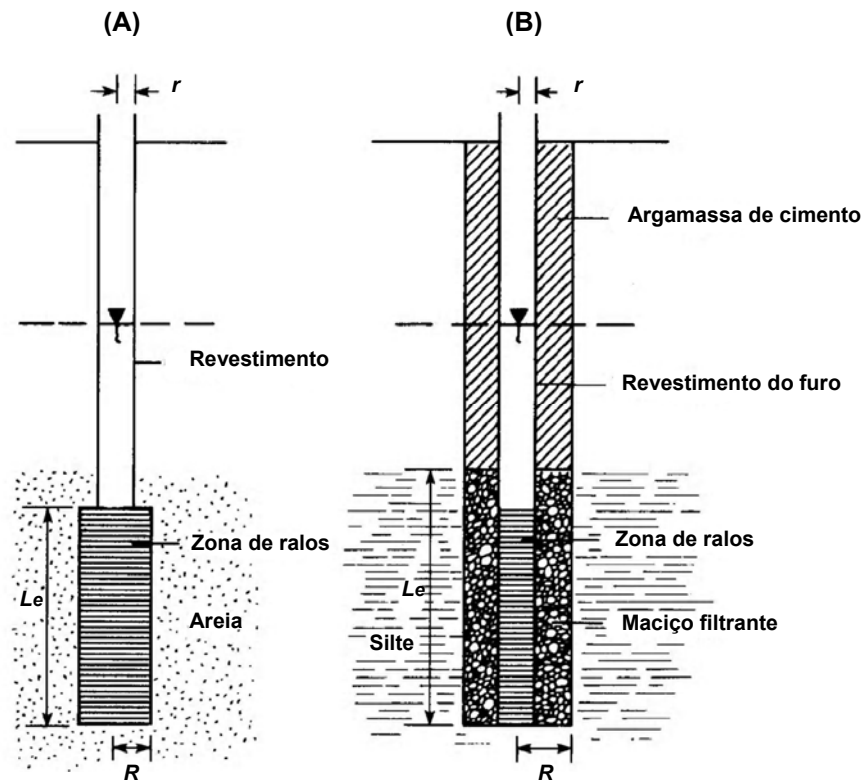 (A)
(B)
r
r
Argamassa de cimento
Revestimento
Revestimento do furo
Zona de ralos
Zona de ralos
Le
Le
Areia
Silte
Maciço filtrante
R
R